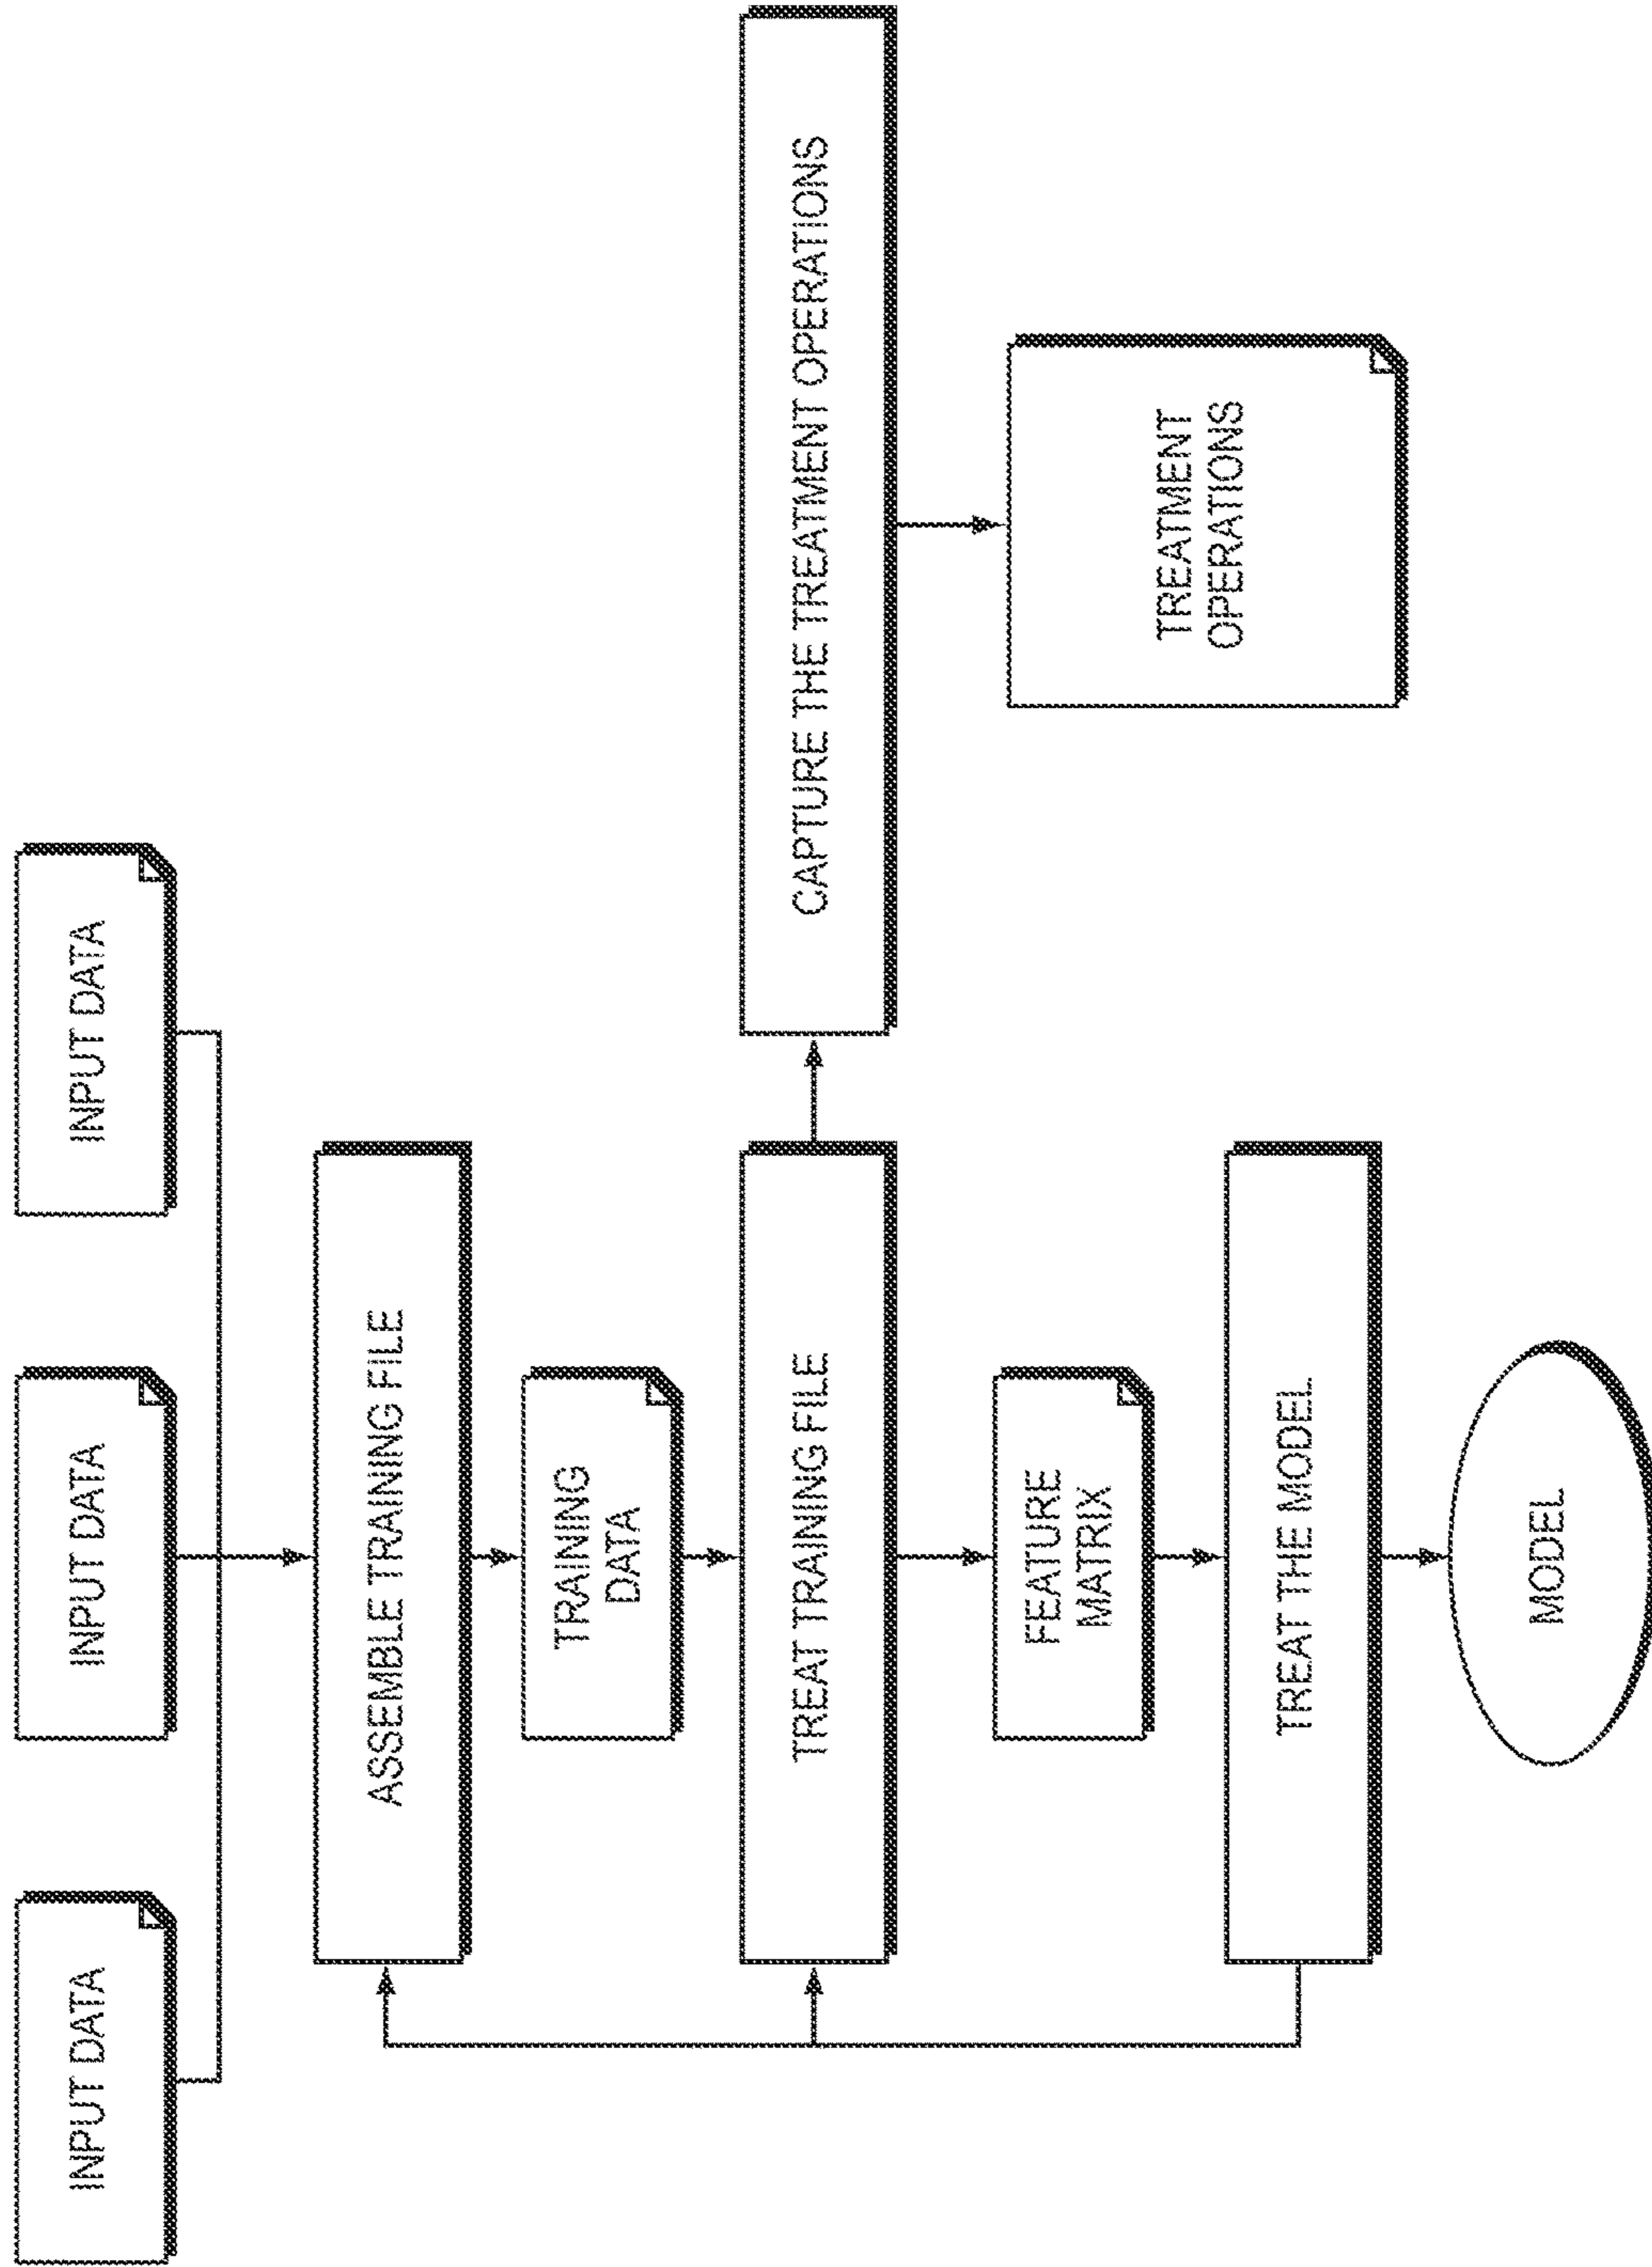 INPUT DATA
INPUT DATA
INPUT DATA
ASSEMBLE TRAINING FILE
TRAINING
DATA
TREAT TRAINING FILE
CAPTURE THE TREATMENT OPERATIONS
FEATURE
MATRIX
TREATMENT
OPERATIONS
TREAT THE MODEL
MODEL